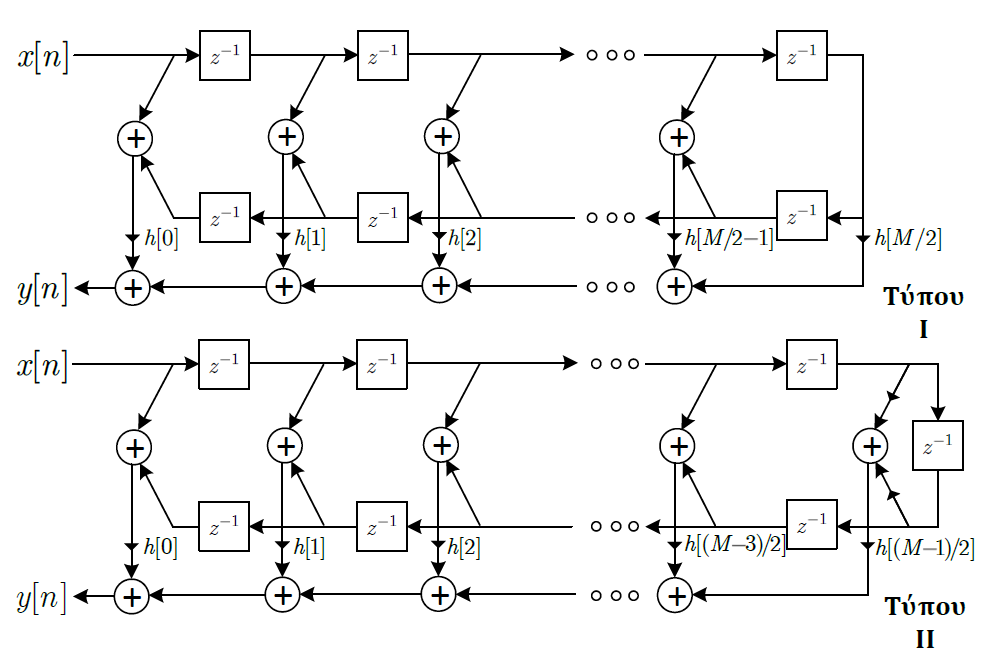 x[n] z⁻¹ z⁻¹ ∘∘∘ z⁻¹
+ + + +
z⁻¹ z⁻¹ ∘∘∘ z⁻¹
h[0] h[1] h[2] h[M/2−1] h[M/2]
y[n] + + + ∘∘∘ +
Τύπου
I
x[n] z⁻¹ z⁻¹ ∘∘∘ z⁻¹
+ + + + + z⁻¹
z⁻¹ z⁻¹ ∘∘∘ z⁻¹
h[0] h[1] h[2] h[(M−3)/2] h[(M−1)/2]
y[n] + + + ∘∘∘ +
Τύπου
II